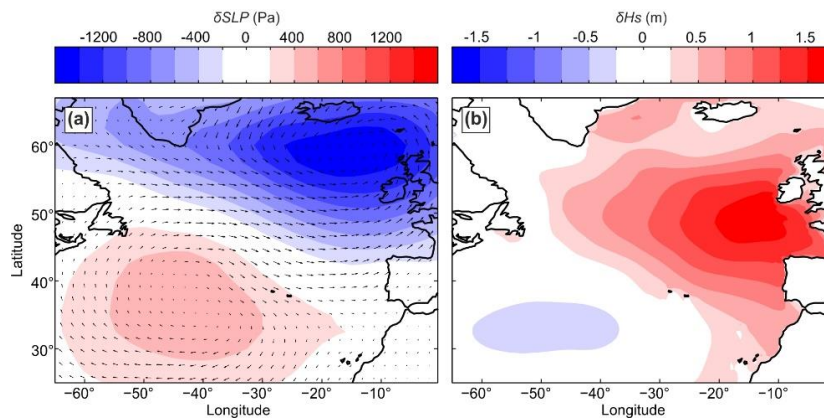 δSLP (Pa)
-1200 -800 -400 0 400 800 1200
δHs (m)
-1.5 -1 -0.5 0 0.5 1 1.5
(a)
(b)
60°
50°
40°
30°
Latitude
−60° −50° −40° −30° −20° −10°
Longitude
−60° −50° −40° −30° −20° −10°
Longitude